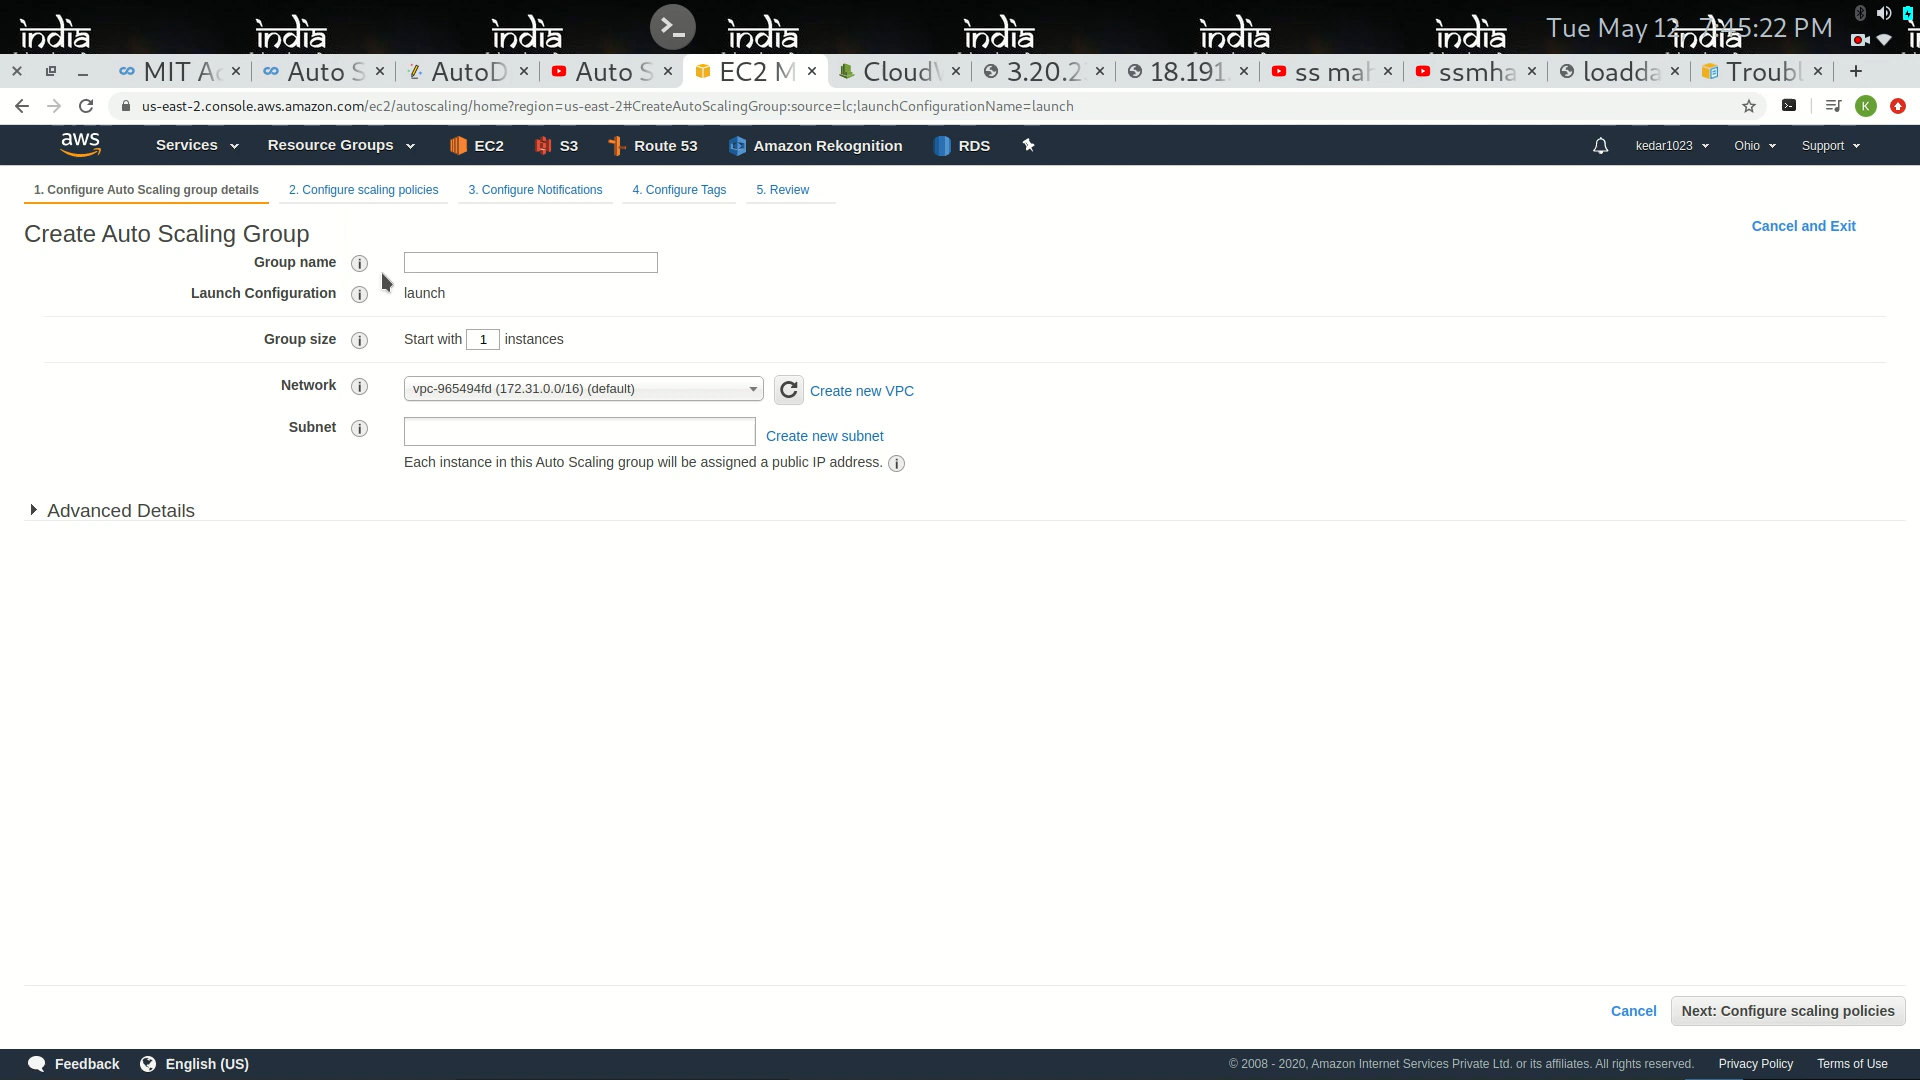 india india india india india india india
Tue May 12 7:45:22 PM
MIT Ac Auto S AutoD Auto S EC2 M Cloud 3.20.2 18.191. ss mah ssmha loadda Troubl
us-east-2.console.aws.amazon.com/ec2/autoscaling/home?region=us-east-2#CreateAutoScalingGroup:source=lc;launchConfigurationName=launch
K
aws Services Resource Groups EC2 S3 Route 53 Amazon Rekognition RDS kedar1023 Ohio Support
1. Configure Auto Scaling group details 2. Configure scaling policies 3. Configure Notifications 4. Configure Tags 5. Review
Create Auto Scaling Group
Cancel and Exit
Group name
Launch Configuration launch
Group size Start with 1 instances
Network vpc-965494fd (172.31.0.0/16) (default) Create new VPC
Subnet Create new subnet
Each instance in this Auto Scaling group will be assigned a public IP address.
Advanced Details
Cancel Next: Configure scaling policies
Feedback English (US) © 2008 - 2020, Amazon Internet Services Private Ltd. or its affiliates. All rights reserved. Privacy Policy Terms of Use